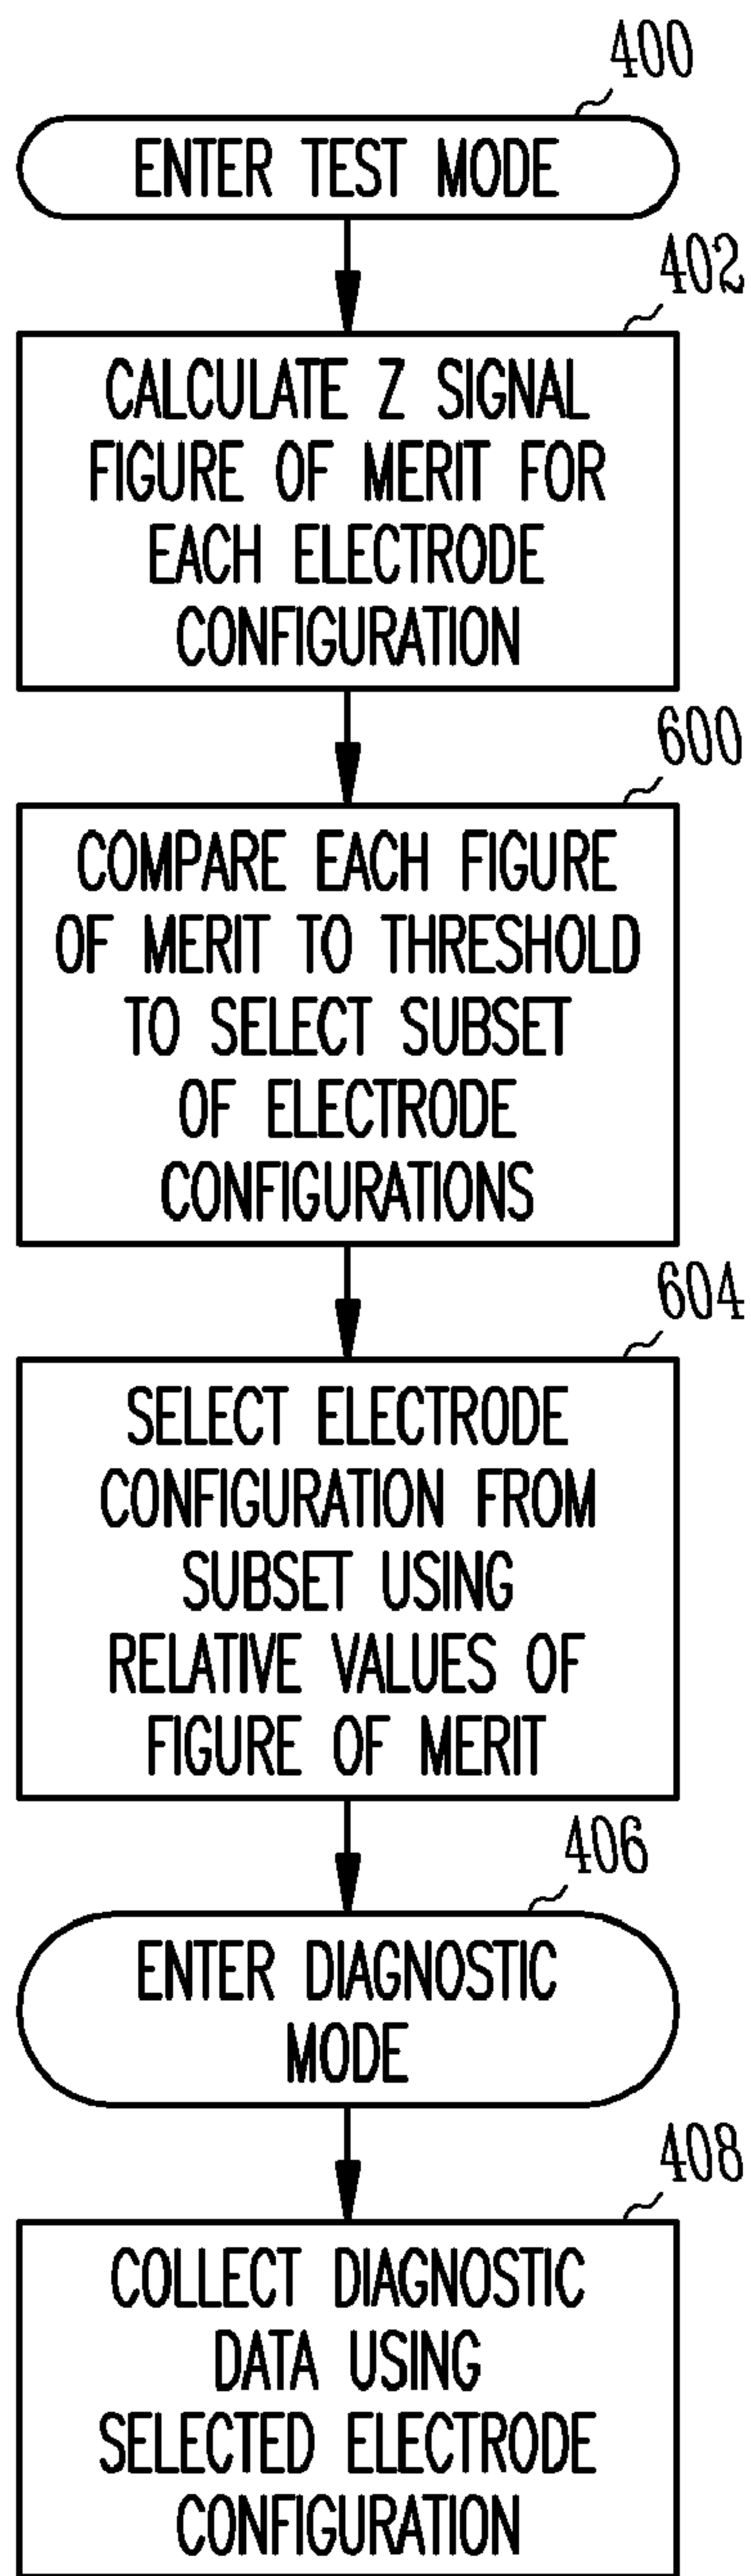 400
ENTER TEST MODE
402
CALCULATE Z SIGNAL
FIGURE OF MERIT FOR
EACH ELECTRODE
CONFIGURATION
600
COMPARE EACH FIGURE
OF MERIT TO THRESHOLD
TO SELECT SUBSET
OF ELECTRODE
CONFIGURATIONS
604
SELECT ELECTRODE
CONFIGURATION FROM
SUBSET USING
RELATIVE VALUES OF
FIGURE OF MERIT
406
ENTER DIAGNOSTIC
MODE
408
COLLECT DIAGNOSTIC
DATA USING
SELECTED ELECTRODE
CONFIGURATION